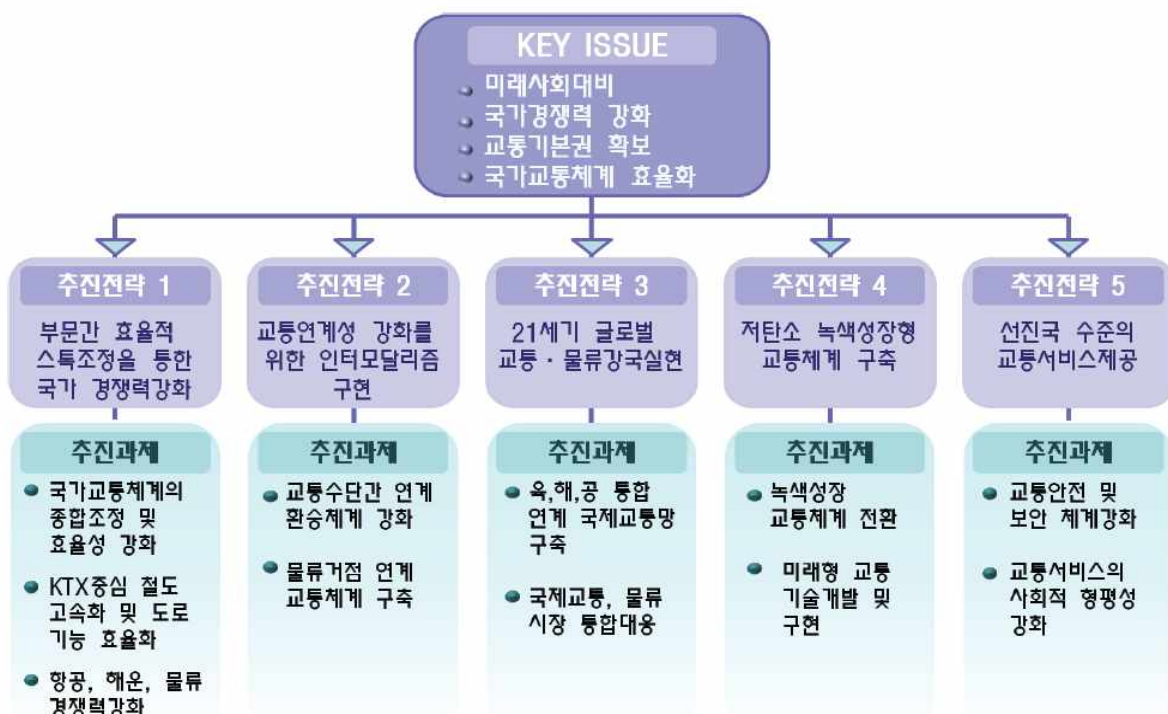 KEY ISSUE
미래사회대비
국가경쟁력 강화
교통기본권 확보
국가교통체계 효율화
추진전략 1
부문간 효율적
스톡조정을 통한
국가 경쟁력강화
추진과제
국가교통체계의
종합조정 및
효율성 강화
KTX중심 철도
고속화 및 도로
기능 효율화
항공, 해운, 물류
경쟁력강화
추진전략 2
교통연계성 강화를
위한 인터모달리즘
구현
추진과제
교통수단간 연계
환승체계 강화
물류거점 연계
교통체계 구축
추진전략 3
21세기 글로벌
교통·물류강국실현
추진과제
육,해,공 통합
연계 국제교통망
구축
국제교통, 물류
시장 통합대응
추진전략 4
저탄소 녹색성장형
교통체계 구축
추진과제
녹색성장
교통체계 전환
미래형 교통
기술개발 및
구현
추진전략 5
선진국 수준의
교통서비스제공
추진과제
교통안전 및
보안 체계강화
교통서비스의
사회적 형평성
강화